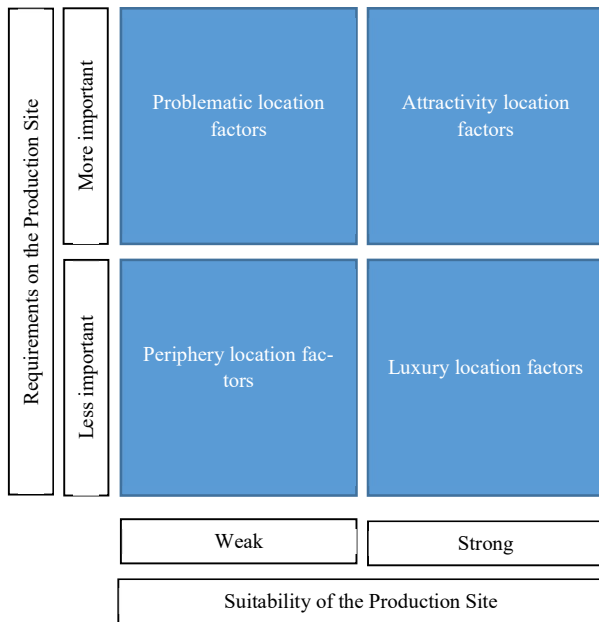 Requirements on the Production Site
More important
Problematic location
factors
Attractivity location
factors
Less important
Periphery location fac-
tors
Luxury location factors
Weak
Strong
Suitability of the Production Site